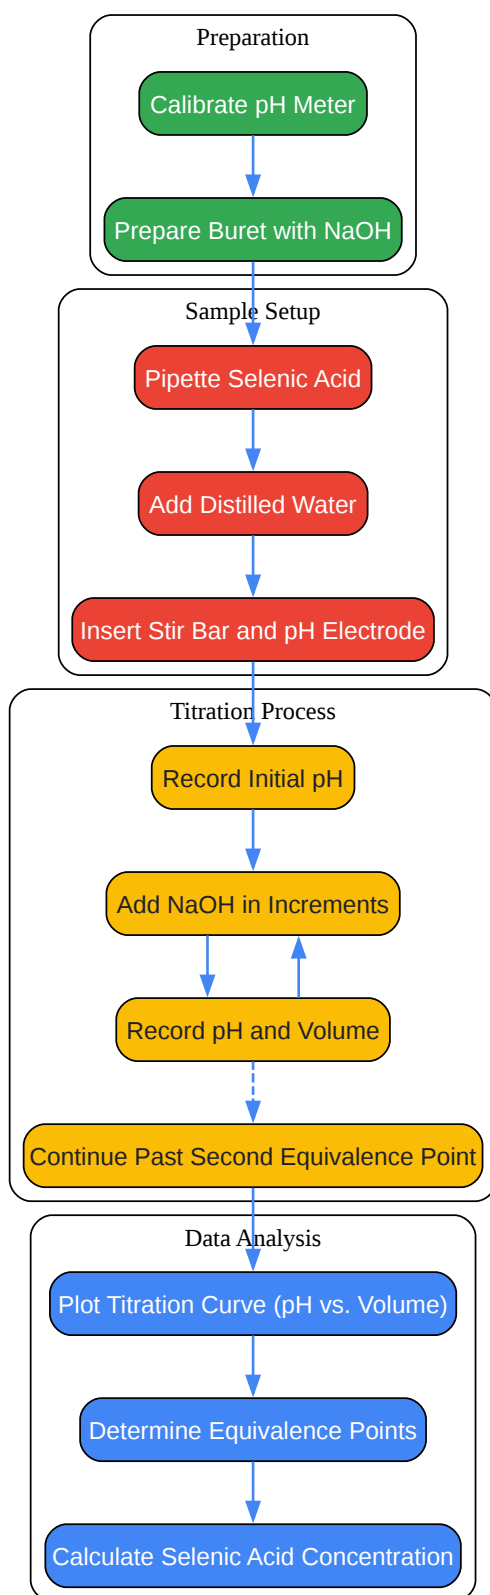 Preparation
Calibrate pH Meter
Prepare Buret with NaOH
Sample Setup
Pipette Selenic Acid
Add Distilled Water
Insert Stir Bar and pH Electrode
Titration Process
Record Initial pH
Add NaOH in Increments
Record pH and Volume
Continue Past Second Equivalence Point
Data Analysis
Plot Titration Curve (pH vs. Volume)
Determine Equivalence Points
Calculate Selenic Acid Concentration